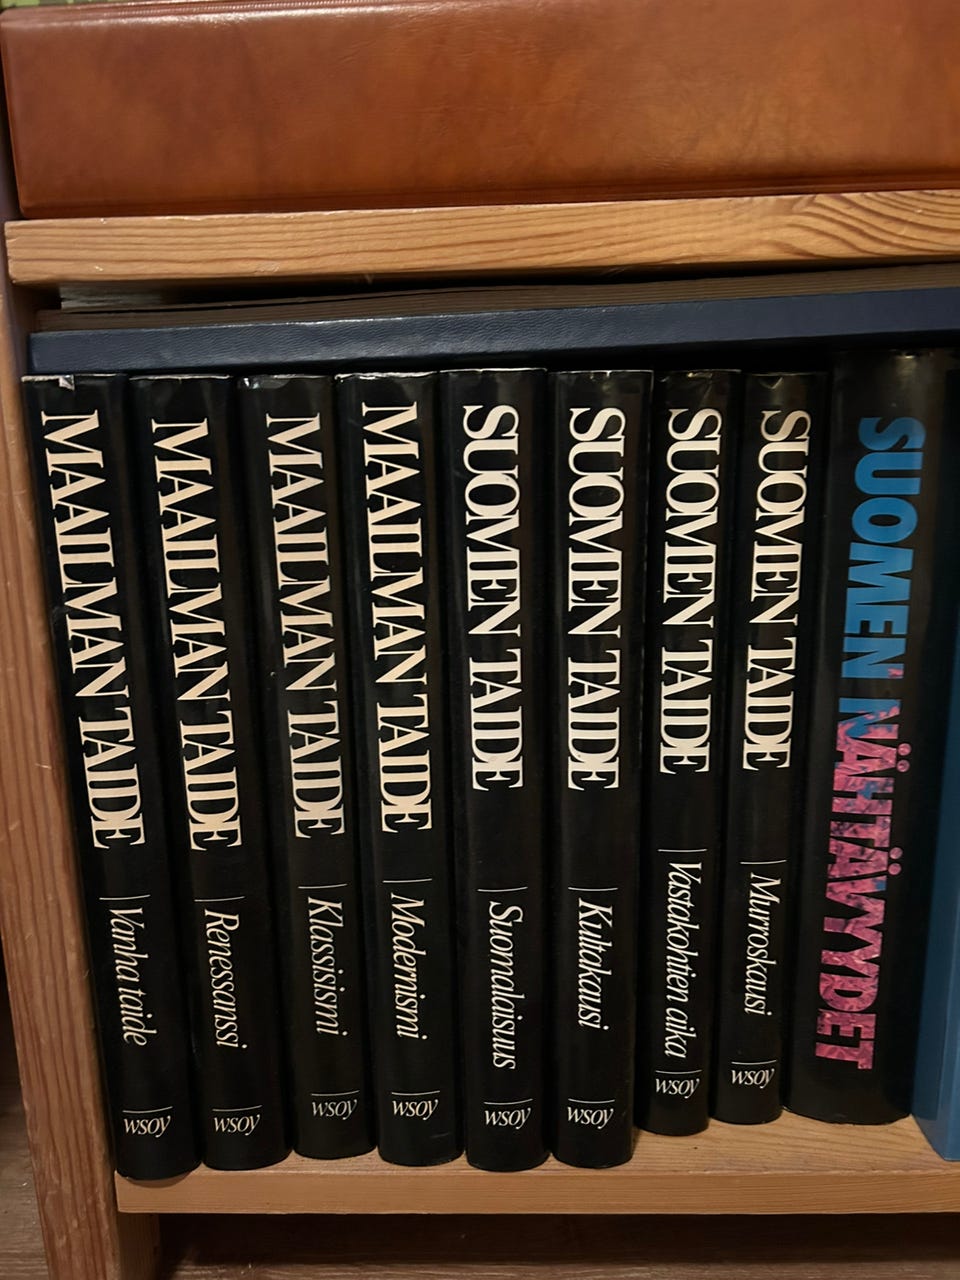 MAAILMAN TAIDE
Vanha taide
WSOY
MAAILMAN TAIDE
Renessanssi
WSOY
MAAILMAN TAIDE
Klassisismi
WSOY
MAAILMAN TAIDE
Modernismi
WSOY
SUOMEN TAIDE
Suomalaisuus
WSOY
SUOMEN TAIDE
Kultakausi
WSOY
SUOMEN TAIDE
Vastakohtien aika
WSOY
SUOMEN TAIDE
Murroskausi
WSOY
SUOMEN NÄHTÄVYYDET